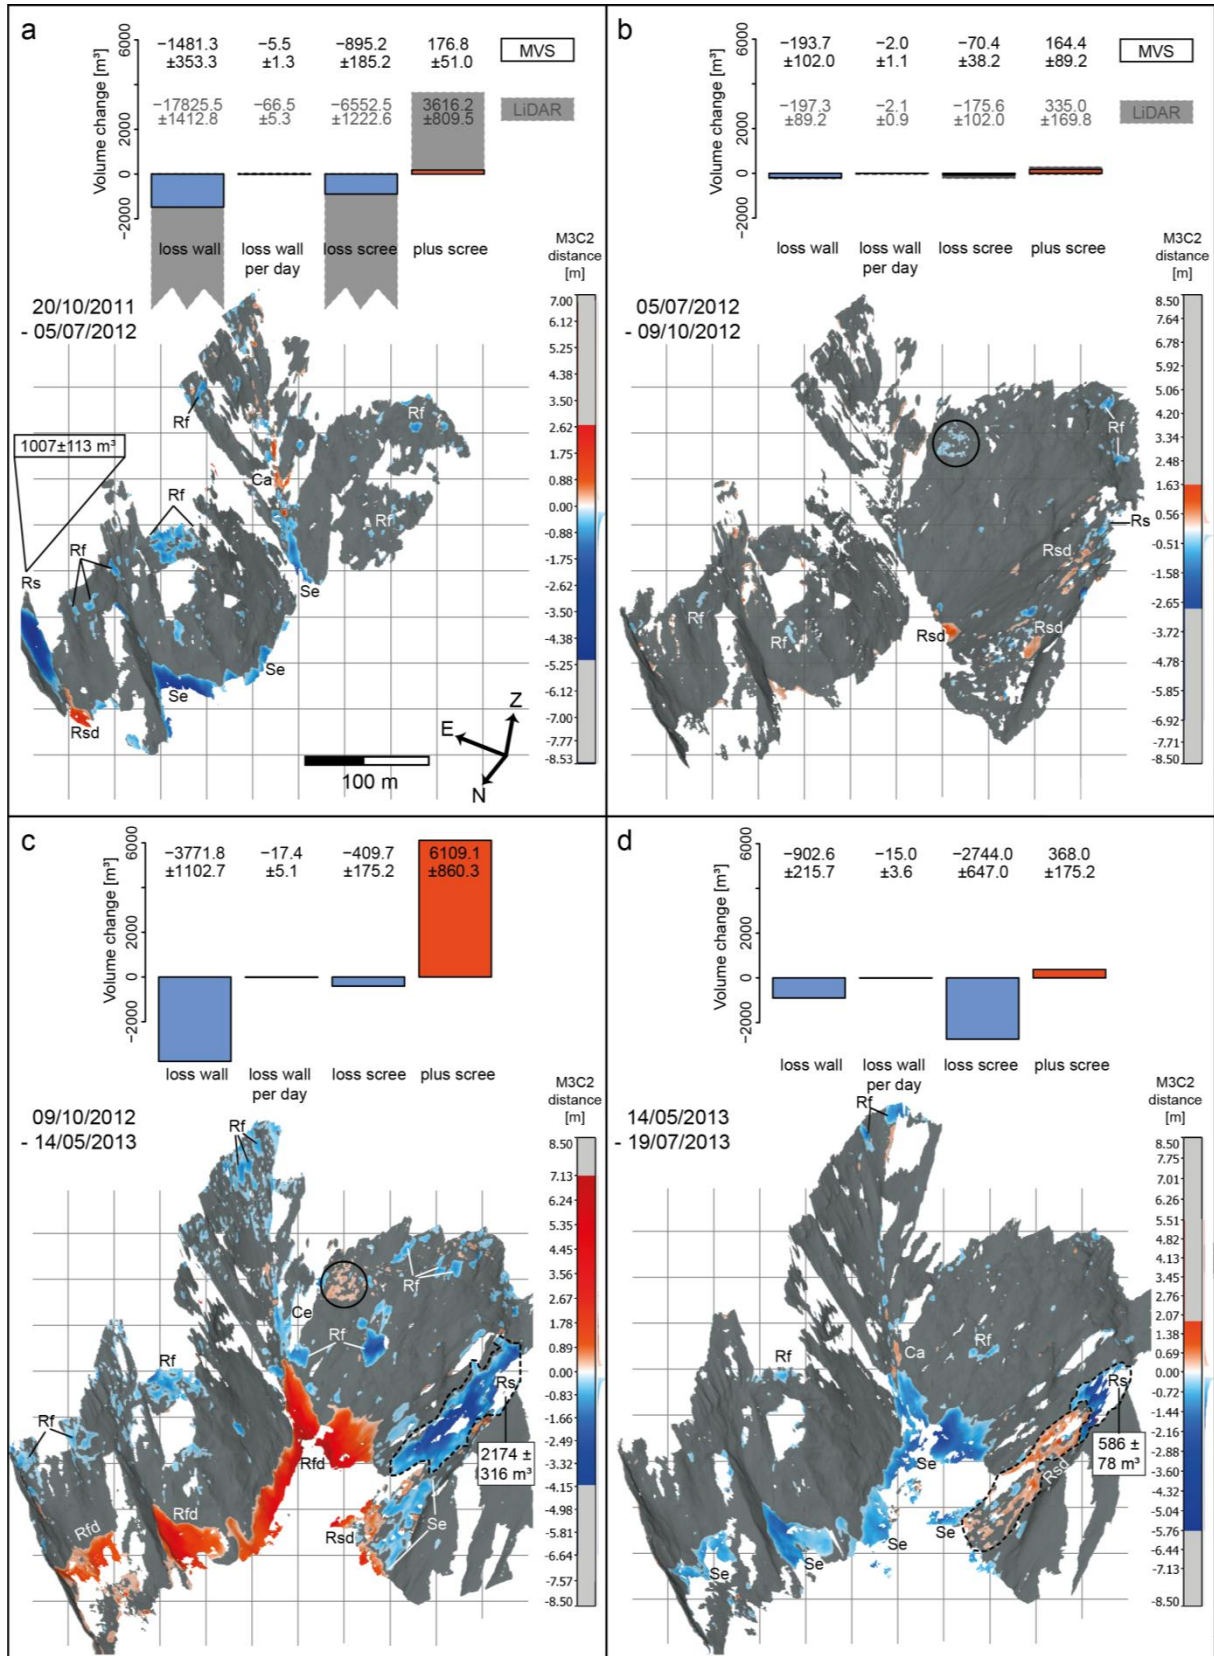 a
6000
2000
0
−2000
Volume change [m³]
−1481.3 −5.5 −895.2 176.8
±353.3 ±1.3 ±185.2 ±51.0
MVS
−17825.5 −66.5 −6552.5 3616.2
±1412.8 ±5.3 ±1222.6 ±809.5
LiDAR
loss wall loss wall loss scree plus scree
per day
20/10/2011
- 05/07/2012
M3C2
distance
[m]
7.00
6.12
5.25
4.38
3.50
2.62
1.75
0.88
0.00
-0.88
-1.75
-2.62
-3.50
-4.38
-5.25
-6.12
-7.00
-7.77
-8.53
Rf
Rf
1007±113 m³
Ca
Rf
Rf
Rf
Rs
Se
Se
Se
Rsd
Z
E
N
100 m
b
6000
2000
0
−2000
Volume change [m³]
−193.7 −2.0 −70.4 164.4
±102.0 ±1.1 ±38.2 ±89.2
MVS
−197.3 −2.1 −175.6 335.0
±89.2 ±0.9 ±102.0 ±169.8
LiDAR
loss wall loss wall loss scree plus scree
per day
05/07/2012
- 09/10/2012
M3C2
distance
[m]
8.50
7.64
6.78
5.92
5.06
4.20
3.34
2.48
1.63
0.56
-0.51
-1.58
-2.65
-3.72
-4.78
-5.85
-6.92
-7.71
-8.50
Rf
Rs
Rsd
Rf
Rsd
Rf
Rsd
c
6000
2000
0
−2000
Volume change [m³]
−3771.8 −17.4 −409.7 6109.1
±1102.7 ±5.1 ±175.2 ±860.3
loss wall loss wall loss scree plus scree
per day
09/10/2012
- 14/05/2013
M3C2
distance
[m]
8.50
7.13
6.24
5.35
4.45
3.56
2.67
1.78
0.89
0.00
-0.83
-1.66
-2.49
-3.32
-4.15
-4.98
-5.81
-6.64
-7.57
-8.50
Rf
Rf
Ce
Rf
Rf
Rs
Rf
2174 ±
316 m³
Rfd
Rfd
Rfd
Se
Rsd
d
6000
2000
0
−2000
Volume change [m³]
−902.6 −15.0 −2744.0 368.0
±215.7 ±3.6 ±647.0 ±175.2
loss wall loss wall loss scree plus scree
per day
14/05/2013
- 19/07/2013
M3C2
distance
[m]
8.50
7.75
7.01
6.26
5.51
4.82
4.13
3.45
2.76
2.07
1.38
0.69
0.00
-0.72
-1.44
-2.16
-2.88
-3.60
-4.32
-5.04
-5.76
-6.44
-7.13
-8.50
Rf
Rf
Ca
Rf
Rs
586 ±
78 m³
Se
Rsd
Se
Se
Se
Se